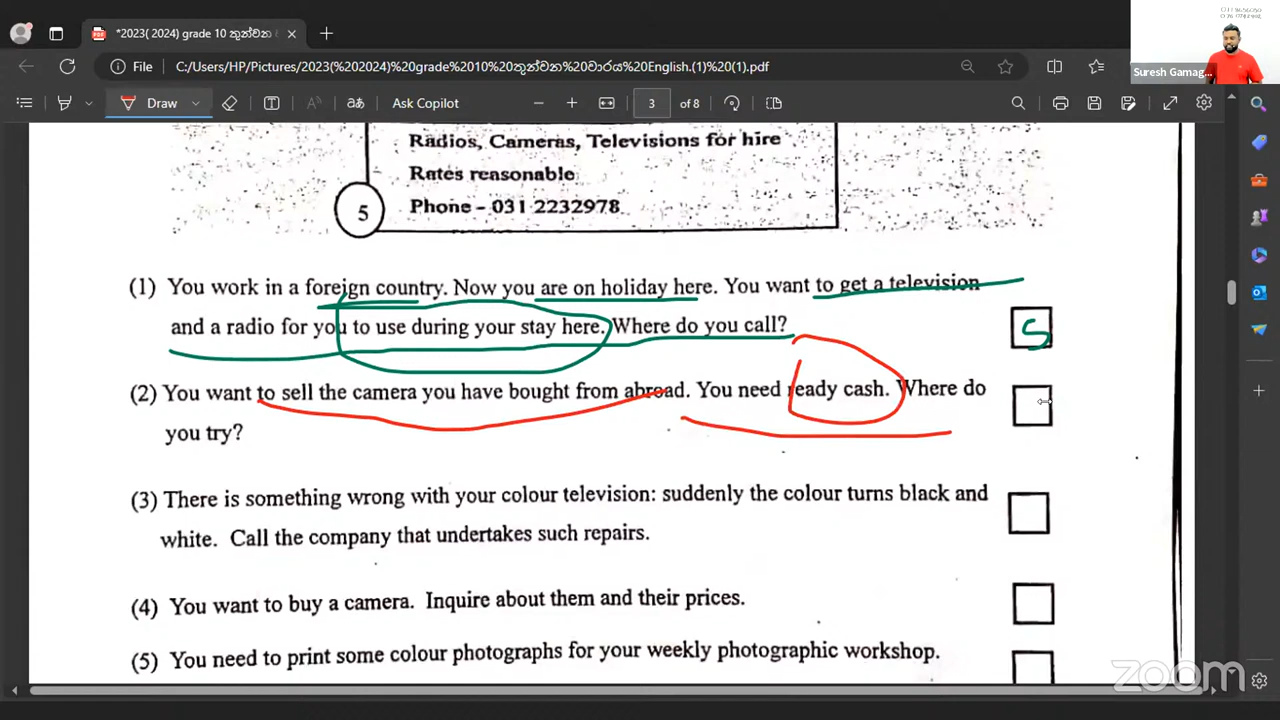 *2023( 2024) grade 10 තුන්වන
File C:/Users/HP/Pictures/2023(%202024)%20grade%2010%20තුන්වන%20වාරය%20English.(1)%20(1).pdf
Suresh Gamag...
Draw aあ Ask Copilot 3 of 8
Radios, Cameras, Televisions for hire
Rates reasonable
5 Phone - 031 2232978
(1) You work in a foreign country. Now you are on holiday here. You want to get a television
and a radio for you to use during your stay here. Where do you call? 5
(2) You want to sell the camera you have bought from abroad. You need ready cash. Where do
you try?
(3) There is something wrong with your colour television: suddenly the colour turns black and
white. Call the company that undertakes such repairs.
(4) You want to buy a camera. Inquire about them and their prices.
(5) You need to print some colour photographs for your weekly photographic workshop.
zoom